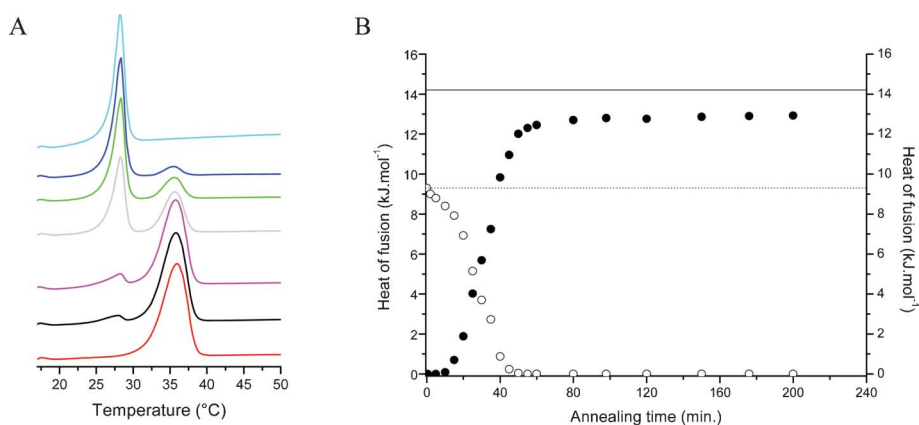 A
B
20 25 30 35 40 45 50
Temperature (°C)
16
14
12
10
8
6
4
2
0
Heat of fusion (kJ.mol⁻¹)
0 40 80 120 160 200 240
Annealing time (min.)
16
14
12
10
8
6
4
2
0
Heat of fusion (kJ.mol⁻¹)